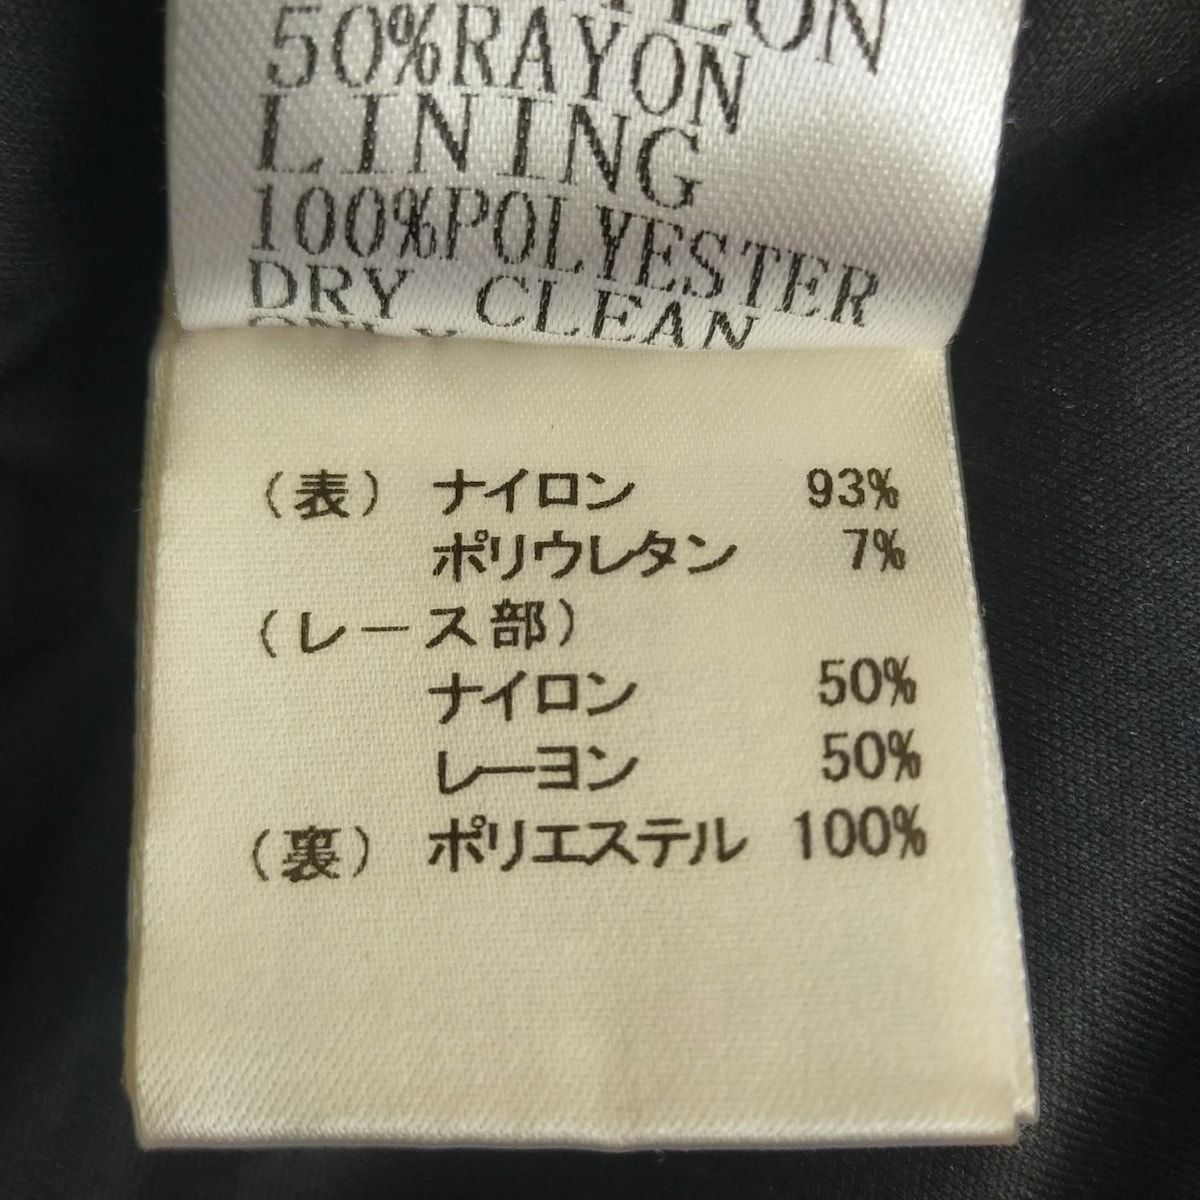 50%RAYON
LINING
100%POLYESTER
DRY CLEAN
(表) ナイロン 93%
ポリウレタン 7%
(レース部)
ナイロン 50%
レーヨン 50%
(裏) ポリエステル 100%